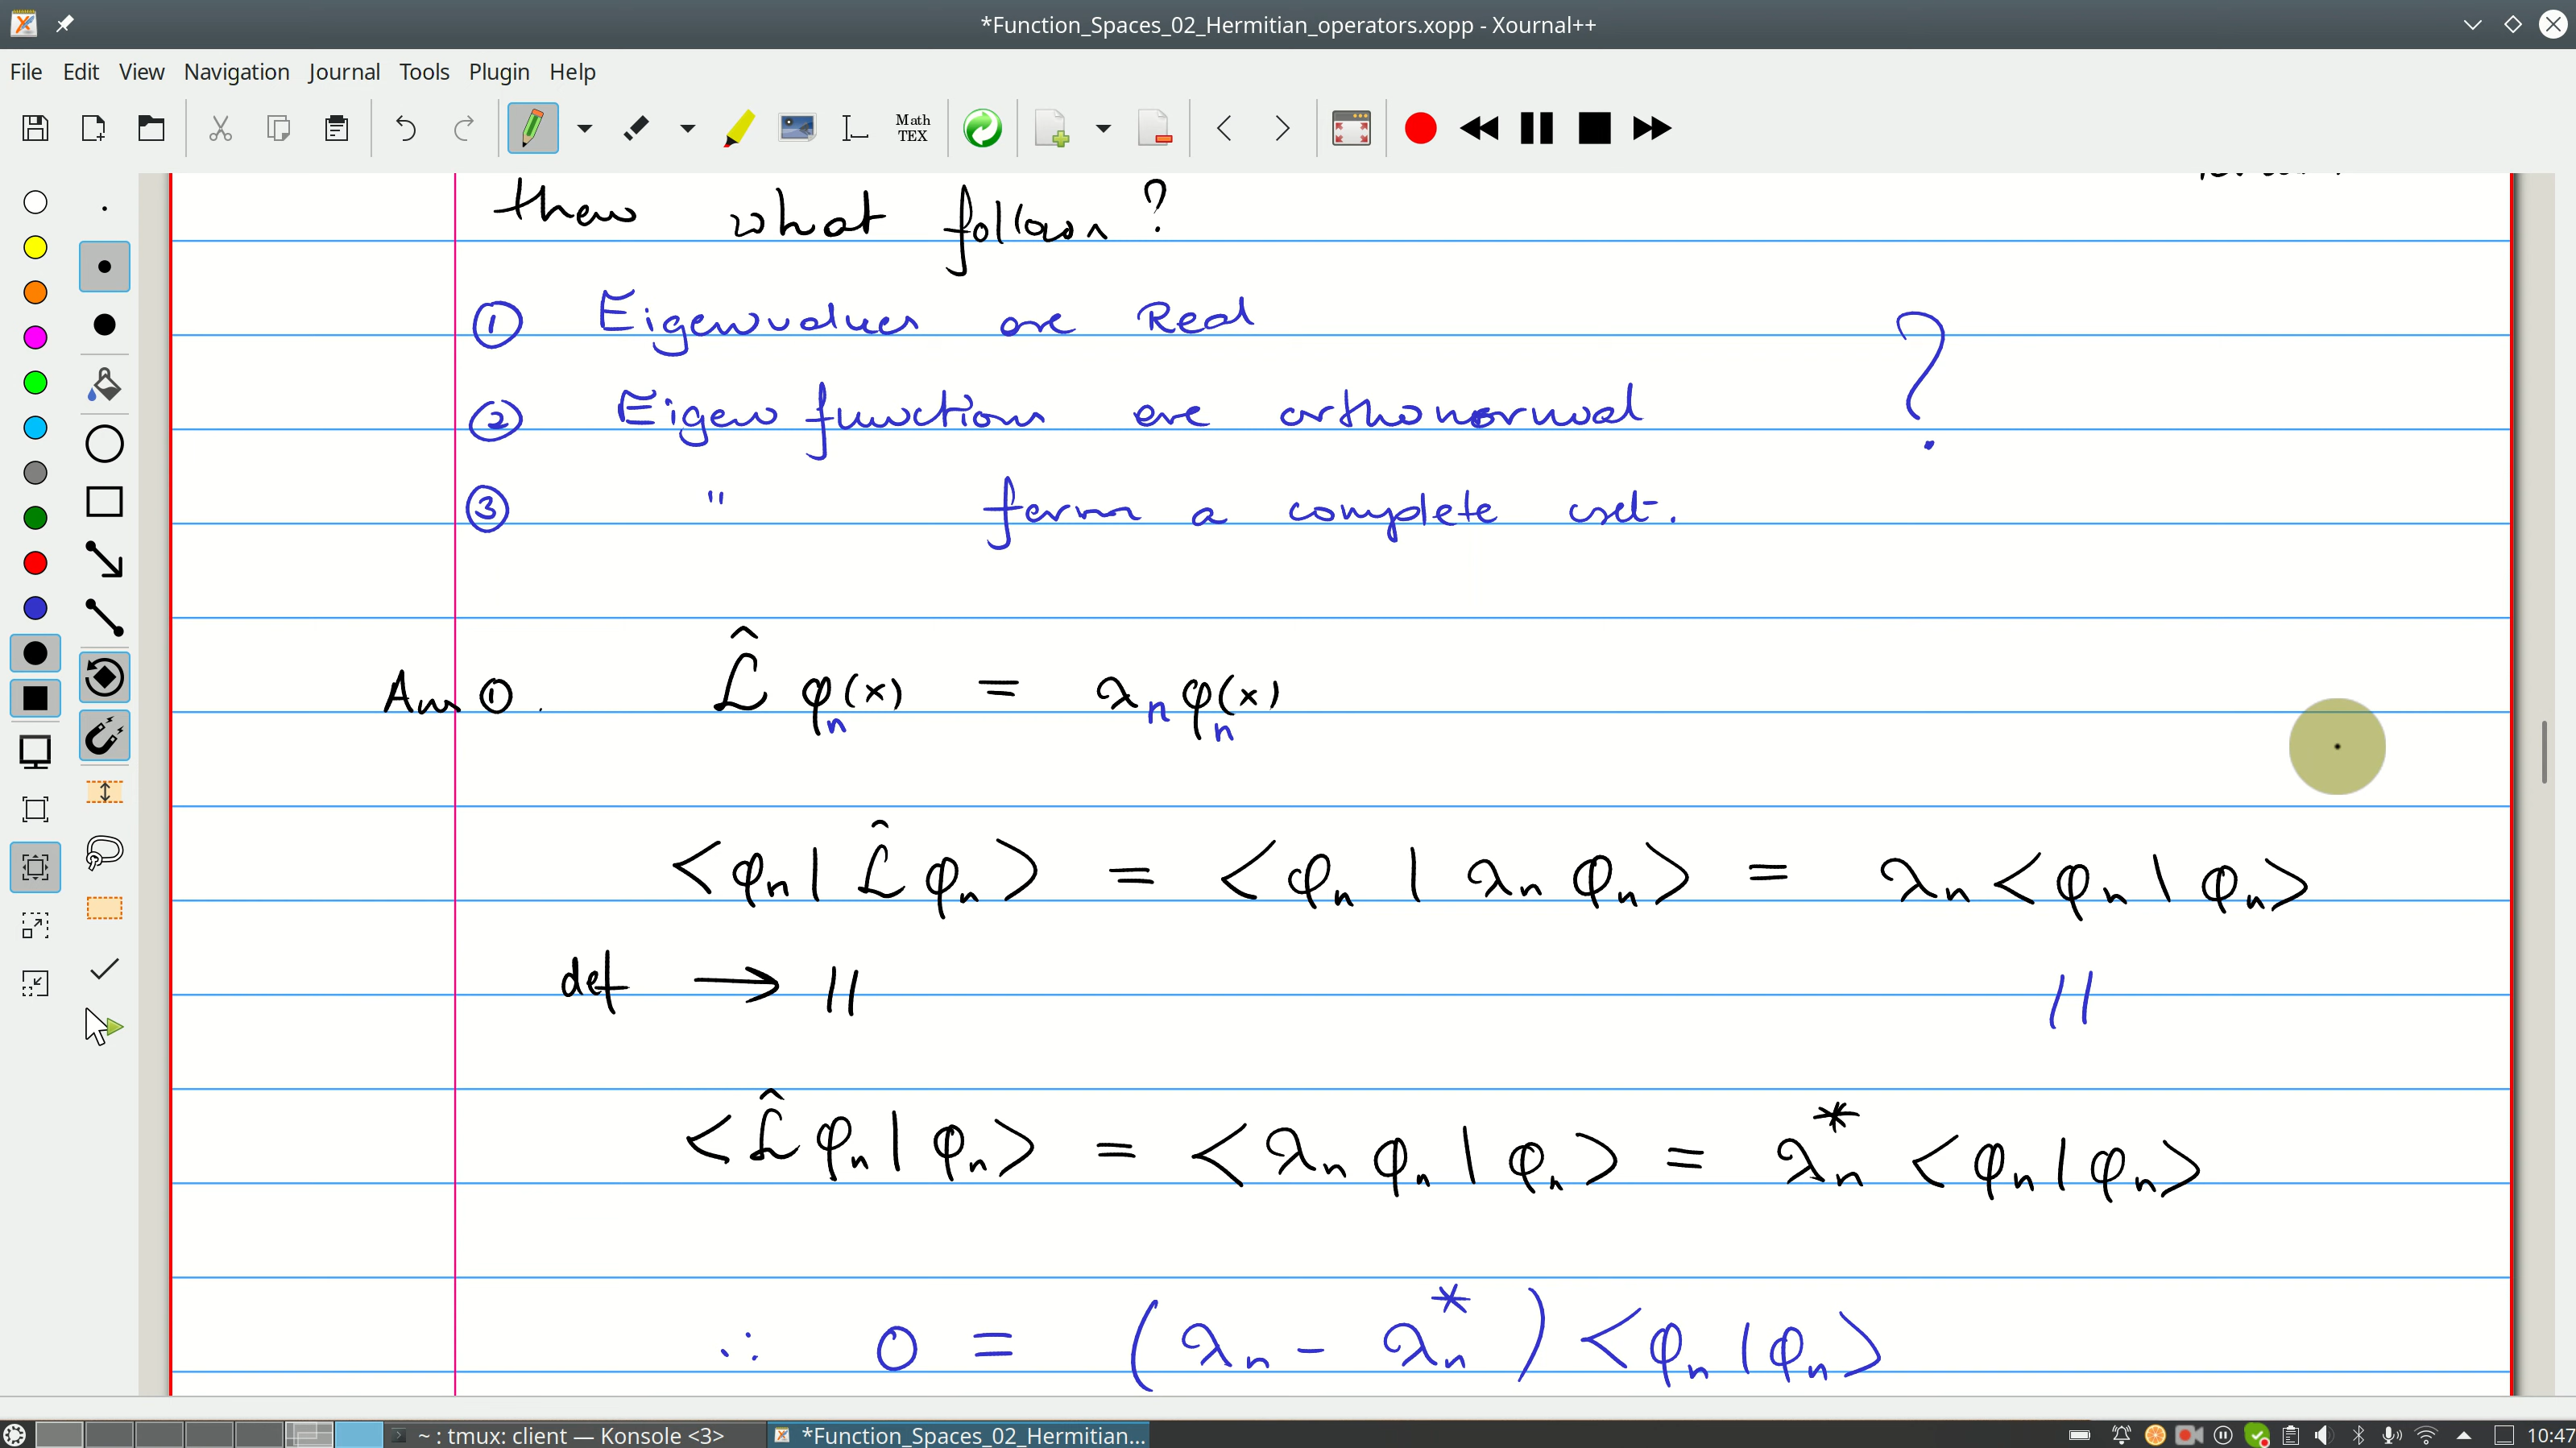 *Function_Spaces_02_Hermitian_operators.xopp - Xournal++
File Edit View Navigation Journal Tools Plugin Help
Math TEX
then what follows?
① Eigenvalues are Real
② Eigen functions are orthonormal ?
③ " form a complete set.
Ans ①. ℒ̂ φₙ(x) = λₙ φₙ(x)
<φₙ| ℒ̂ φₙ> = <φₙ | λₙ φₙ> = λₙ <φₙ | φₙ>
def → || ||
<ℒ̂ φₙ | φₙ> = <λₙ φₙ | φₙ> = λₙ* <φₙ | φₙ>
∴ 0 = (λₙ - λₙ*) <φₙ | φₙ>
~ : tmux: client — Konsole <3> *Function_Spaces_02_Hermitian... 10:47